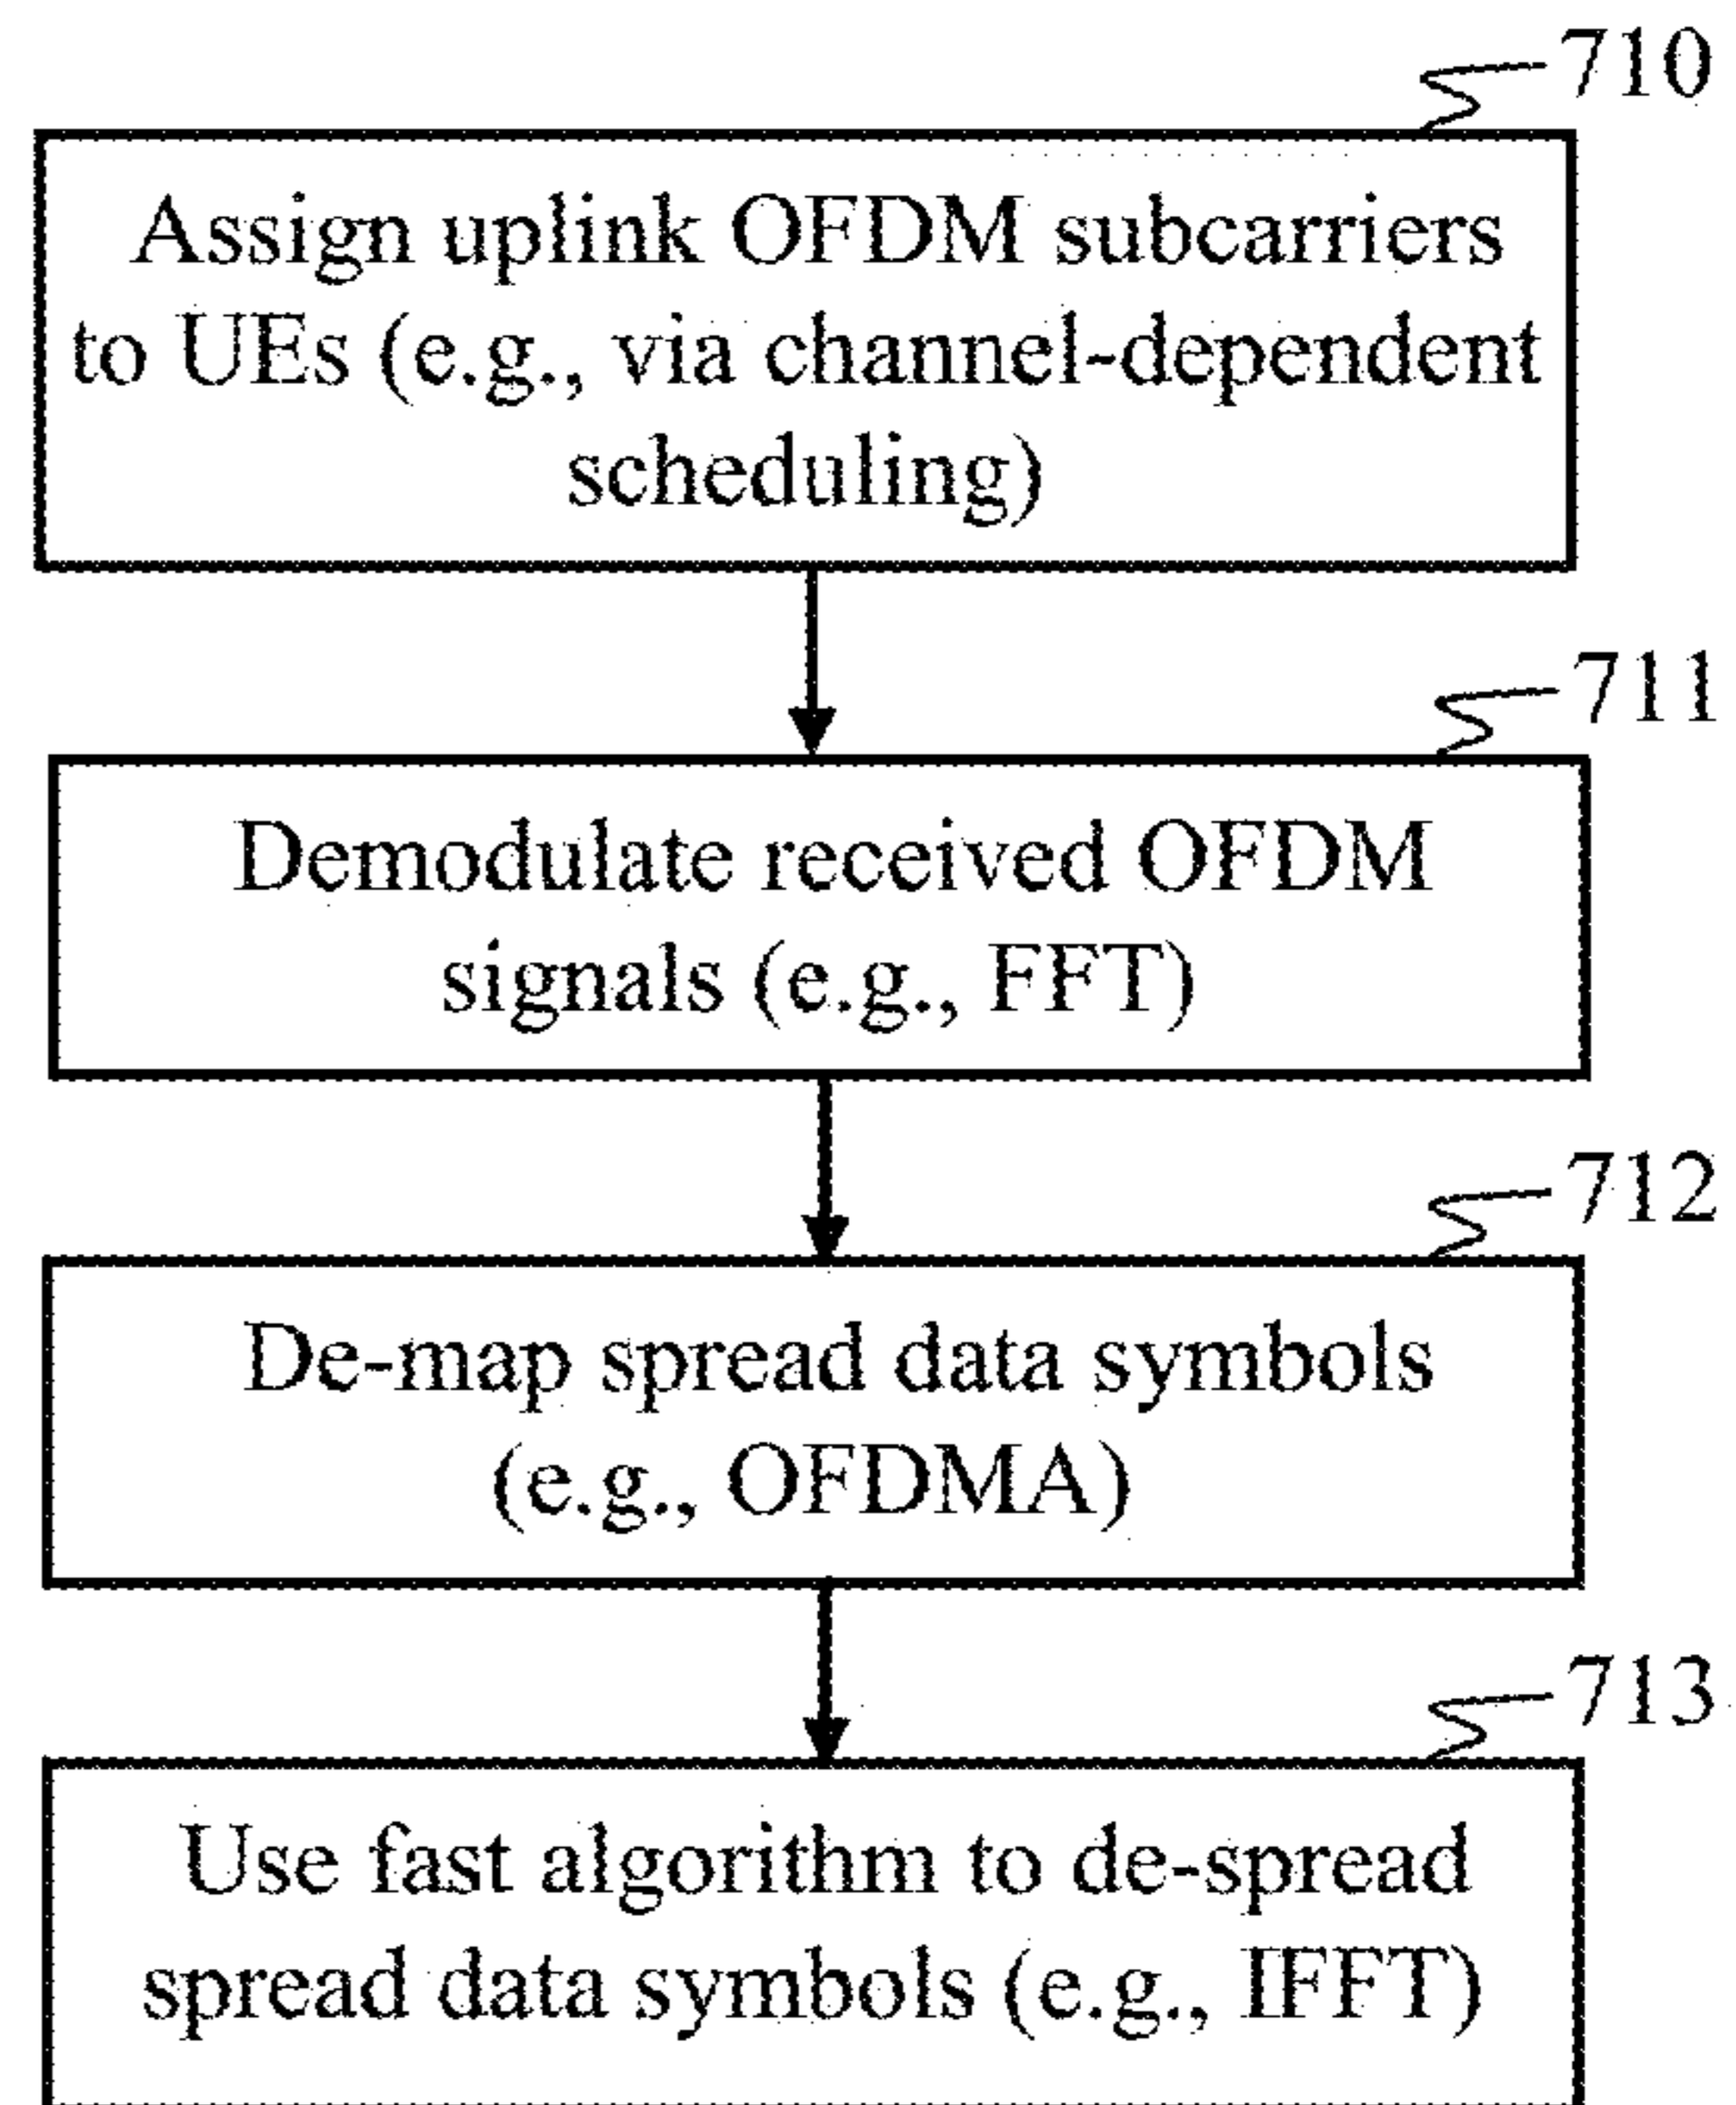 710
Assign uplink OFDM subcarriers
to UEs (e.g., via channel-dependent
scheduling)
711
Demodulate received OFDM
signals (e.g., FFT)
712
De-map spread data symbols
(e.g., OFDMA)
713
Use fast algorithm to de-spread
spread data symbols (e.g., IFFT)